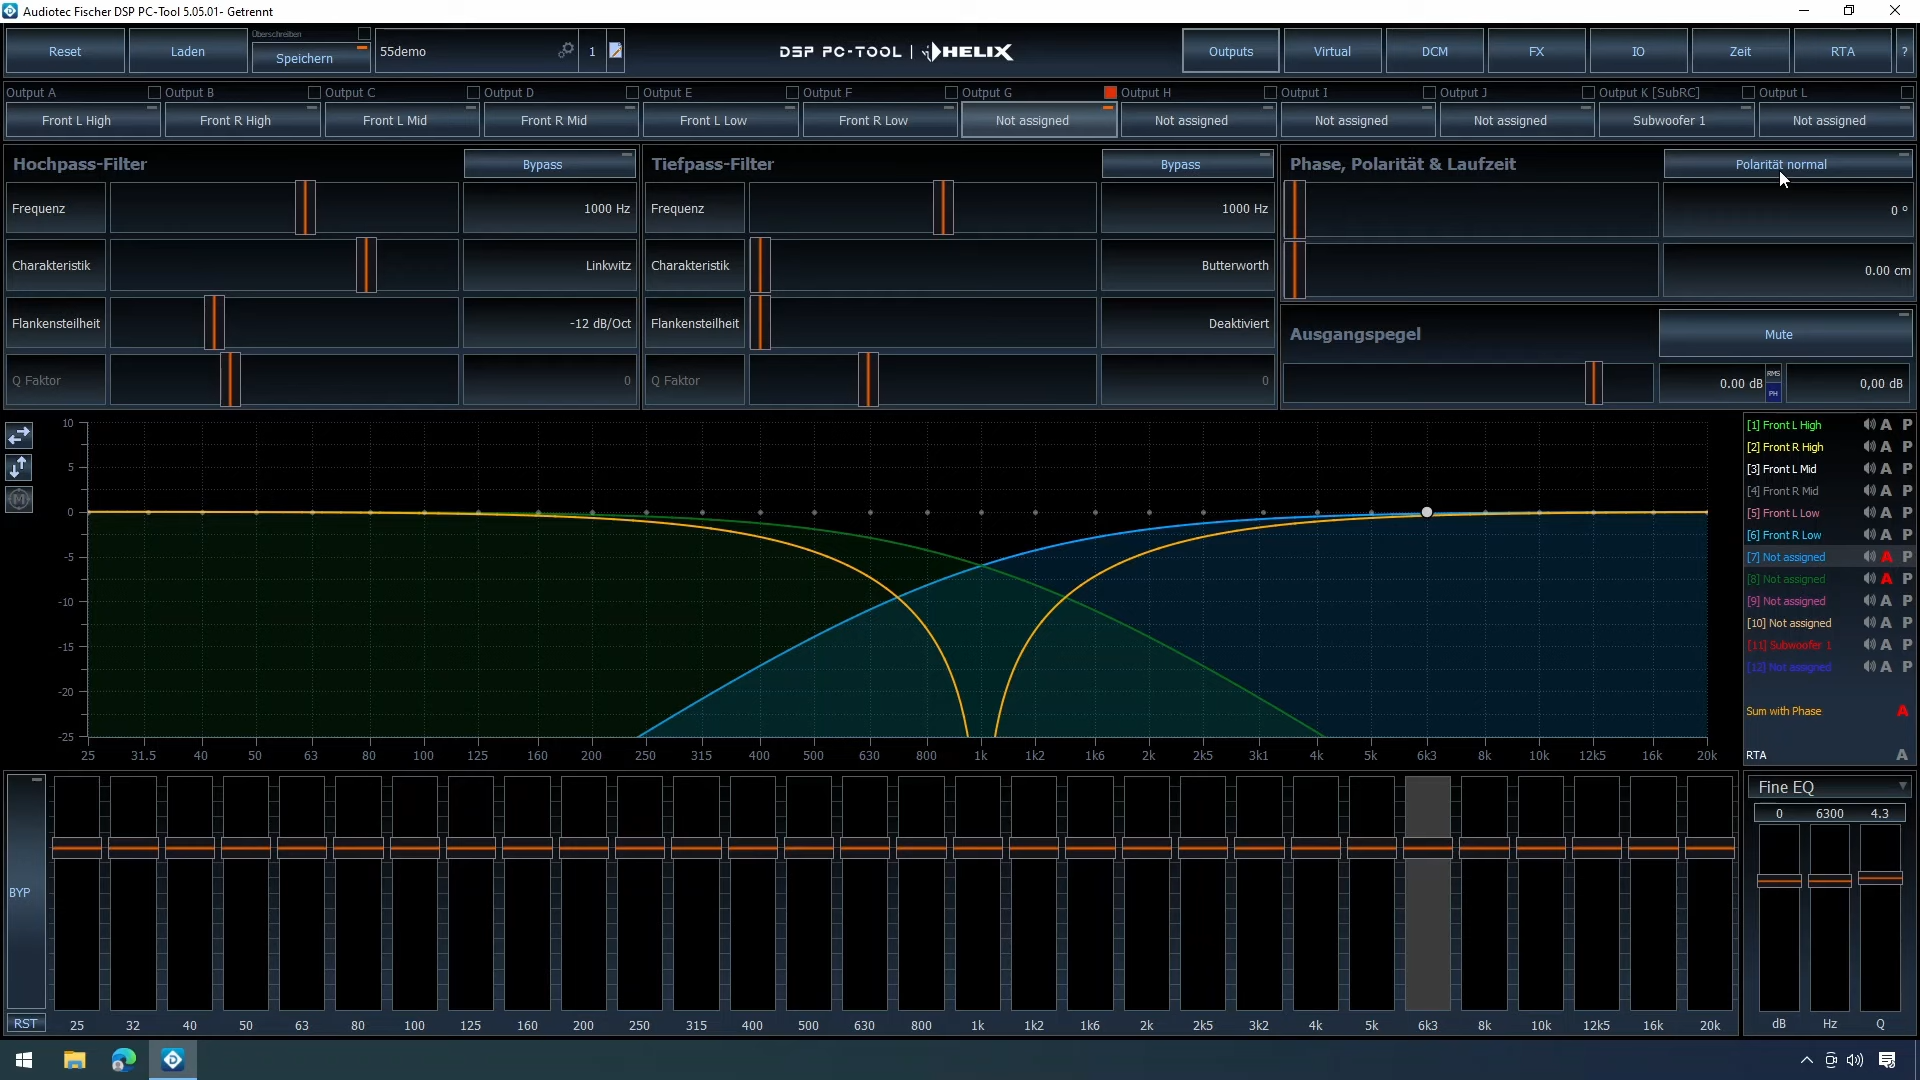 Audiotec Fischer DSP PC-Tool 5.05.01- Getrennt
Reset
Laden
Überschreiben
Speichern
55demo
1
DSP PC-TOOL | HELIX
Outputs
Virtual
DCM
FX
IO
Zeit
RTA
?
Output A
Output B
Output C
Output D
Output E
Output F
Output G
Output H
Output I
Output J
Output K [SubRC]
Output L
Front L High
Front R High
Front L Mid
Front R Mid
Front L Low
Front R Low
Not assigned
Not assigned
Not assigned
Not assigned
Subwoofer 1
Not assigned
Hochpass-Filter
Bypass
Frequenz
1000 Hz
Charakteristik
Linkwitz
Flankensteilheit
-12 dB/Oct
Q Faktor
0
Tiefpass-Filter
Bypass
Frequenz
1000 Hz
Charakteristik
Butterworth
Flankensteilheit
Deaktiviert
Q Faktor
0
Phase, Polarität & Laufzeit
Polarität normal
0 °
0.00 cm
Ausgangspegel
Mute
0.00 dB
RMS
PH
0,00 dB
M
10
5
0
-5
-10
-15
-20
-25
25 31.5 40 50 63 80 100 125 160 200 250 315 400 500 630 800 1k 1k2 1k6 2k 2k5 3k1 4k 5k 6k3 8k 10k 12k5 16k 20k
[1] Front L High A P
[2] Front R High A P
[3] Front L Mid A P
[4] Front R Mid A P
[5] Front L Low A P
[6] Front R Low A P
[7] Not assigned A P
[8] Not assigned A P
[9] Not assigned A P
[10] Not assigned A P
[11] Subwoofer 1 A P
[12] Not assigned A P
Sum with Phase A
RTA A
BYP
RST
25 32 40 50 63 80 100 125 160 200 250 315 400 500 630 800 1k 1k2 1k6 2k 2k5 3k2 4k 5k 6k3 8k 10k 12k5 16k 20k
Fine EQ
0 6300 4.3
dB Hz Q